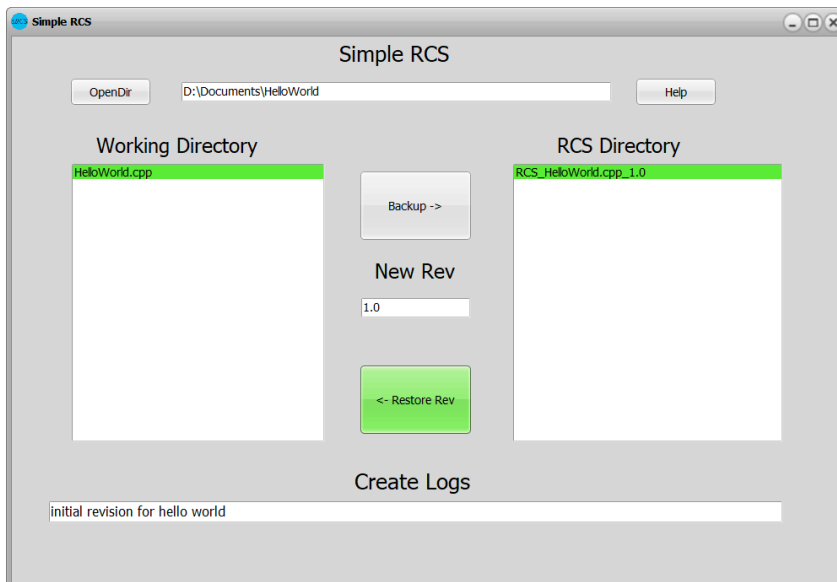 Simple RCS
Simple RCS
OpenDir
D:\Documents\HelloWorld
Help
Working Directory
RCS Directory
HelloWorld.cpp
RCS_HelloWorld.cpp_1.0
Backup ->
New Rev
1.0
<- Restore Rev
Create Logs
initial revision for hello world